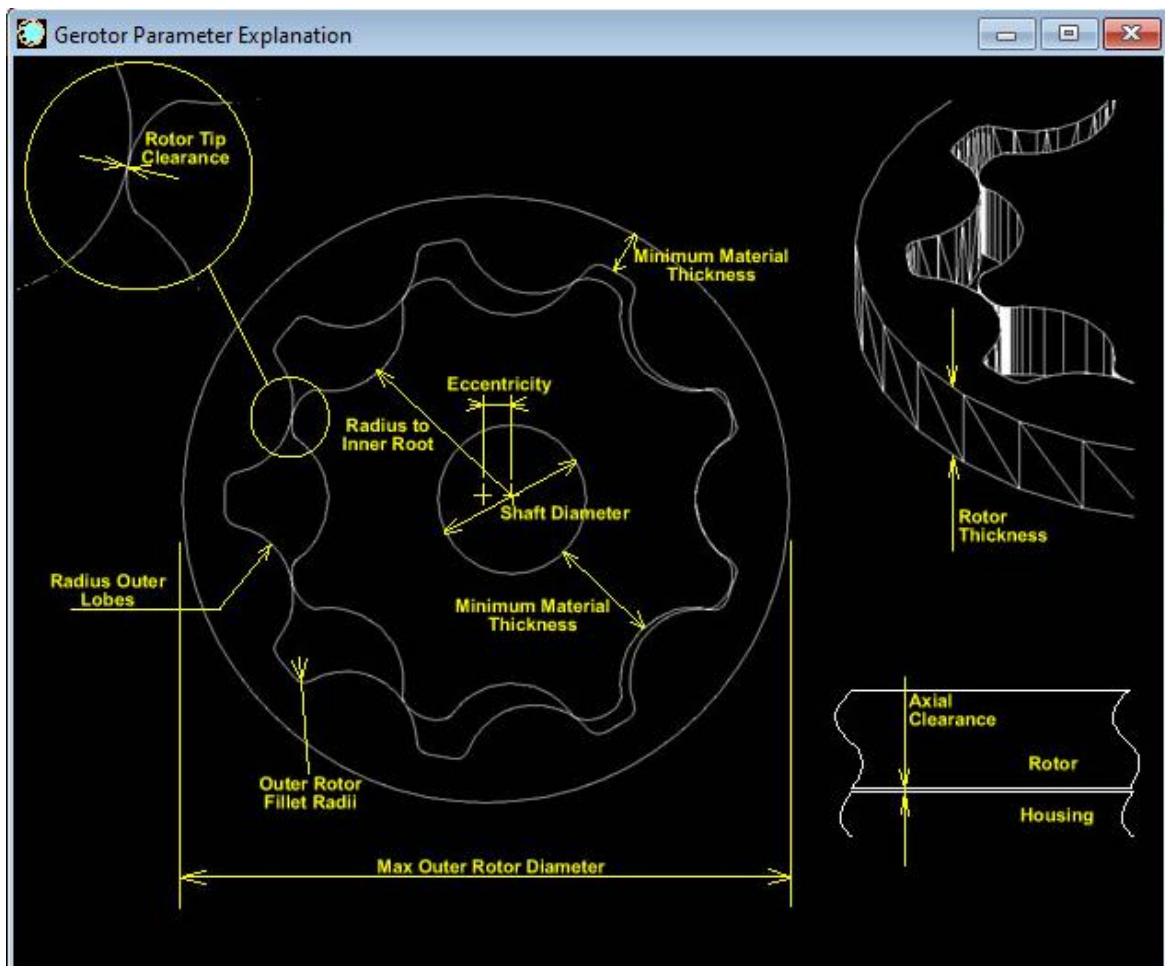 Gerotor Parameter Explanation
Rotor Tip
Clearance
Minimum Material
Thickness
Eccentricity
Radius to
Inner Root
Shaft Diameter
Rotor
Thickness
Radius Outer
Lobes
Minimum Material
Thickness
Axial
Clearance
Rotor
Housing
Outer Rotor
Fillet Radii
Max Outer Rotor Diameter